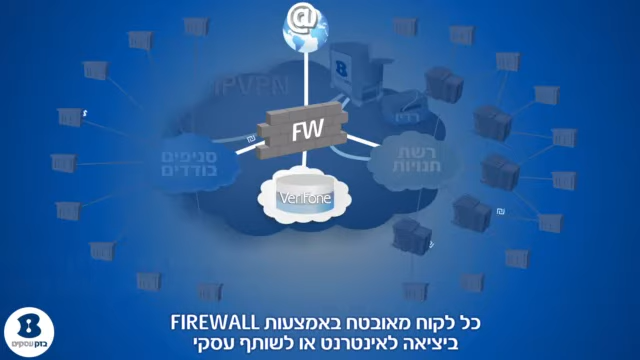 @
IPVPN
B
FW
סניפים
בודדים
רשת
חנויות
₪
₪
Verifone
כל לקוח מאובטח באמצעות FIREWALL
ביציאה לאינטרנט או לשותף עסקי
בזק עסקים